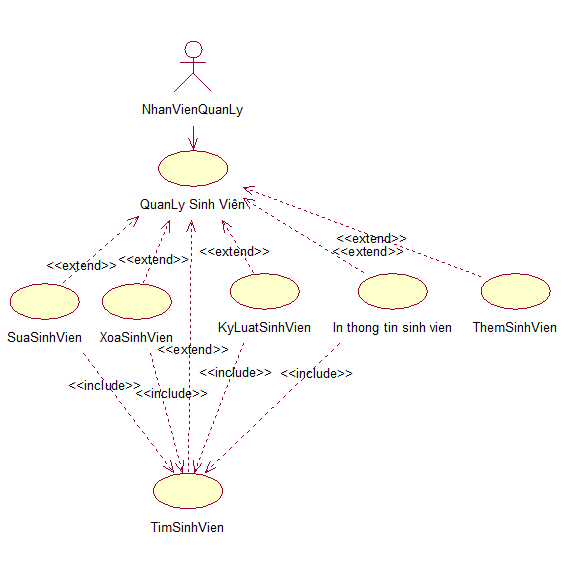 NhanVienQuanLy
QuanLy Sinh Viên
<<extend>>
<<extend>>
<<extend>>
<<extend>>
<<extend>>
SuaSinhVien
XoaSinhVien
KyLuatSinhVien
In thong tin sinh vien
ThemSinhVien
<<extend>>
<<include>>
<<include>>
<<include>>
<<include>>
TimSinhVien